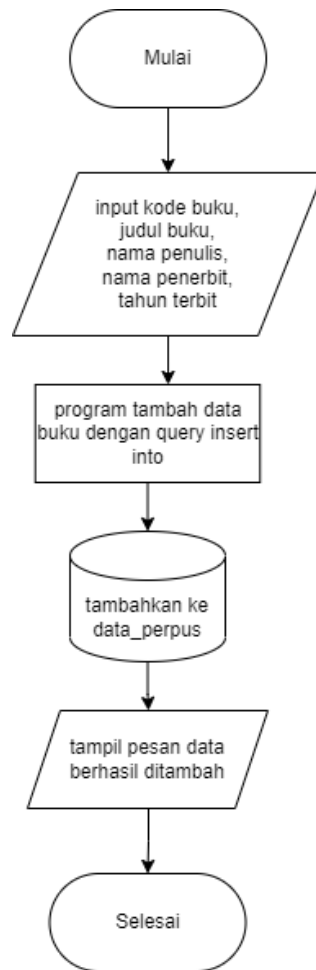 Mulai
input kode buku,
judul buku,
nama penulis,
nama penerbit,
tahun terbit
program tambah data
buku dengan query insert
into
tambahkan ke
data_perpus
tampil pesan data
berhasil ditambah
Selesai